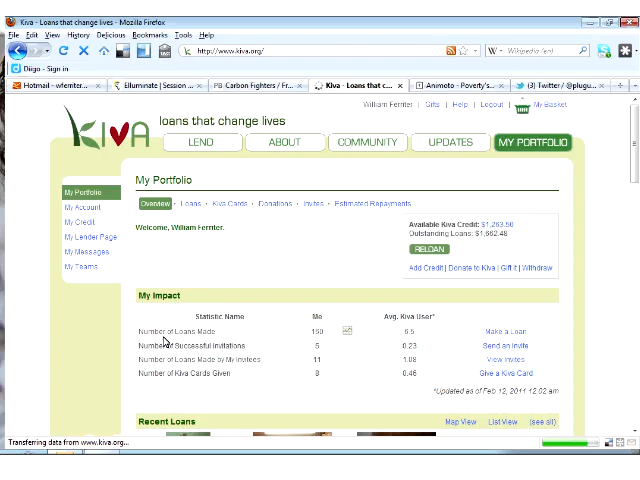 Kiva - Loans that change lives - Mozilla Firefox
File Edit View History Delicious Bookmarks Tools Help
http://www.kiva.org/
Wikipedia (en)
Diigo - Sign in
Hotmail - wfernter...
Elluminate | Session ...
Carbon Fighters / Fr...
Kiva - Loans that c...
Animoto - Poverty's...
(3) Twitter / @plugu...
William Fernter | Gifts | Help | Logout
My Basket
KIVA
loans that change lives
LEND
ABOUT
COMMUNITY
UPDATES
MY PORTFOLIO
My Portfolio
My Account
My Credit
My Lender Page
My Messages
My Teams
My Portfolio
Overview · Loans · Kiva Cards · Donations · Invites · Estimated Repayments
Welcome, William Fernter.
Available Kiva Credit: $1,263.50
Outstanding Loans: $1,662.48
RELOAN
Add Credit | Donate to Kiva | Gift it | Withdraw
My Impact
Statistic Name Me Avg. Kiva User*
Number of Loans Made 169 6.5 Make a Loan
Number of Successful Invitations 5 0.23 Send an Invite
Number of Loans Made by My Invitees 11 1.08 View Invites
Number of Kiva Cards Given 8 0.46 Give a Kiva Card
*Updated as of Feb 12, 2011 12:02 am
Recent Loans
Map View | List View | (see all)
Transferring data from www.kiva.org...